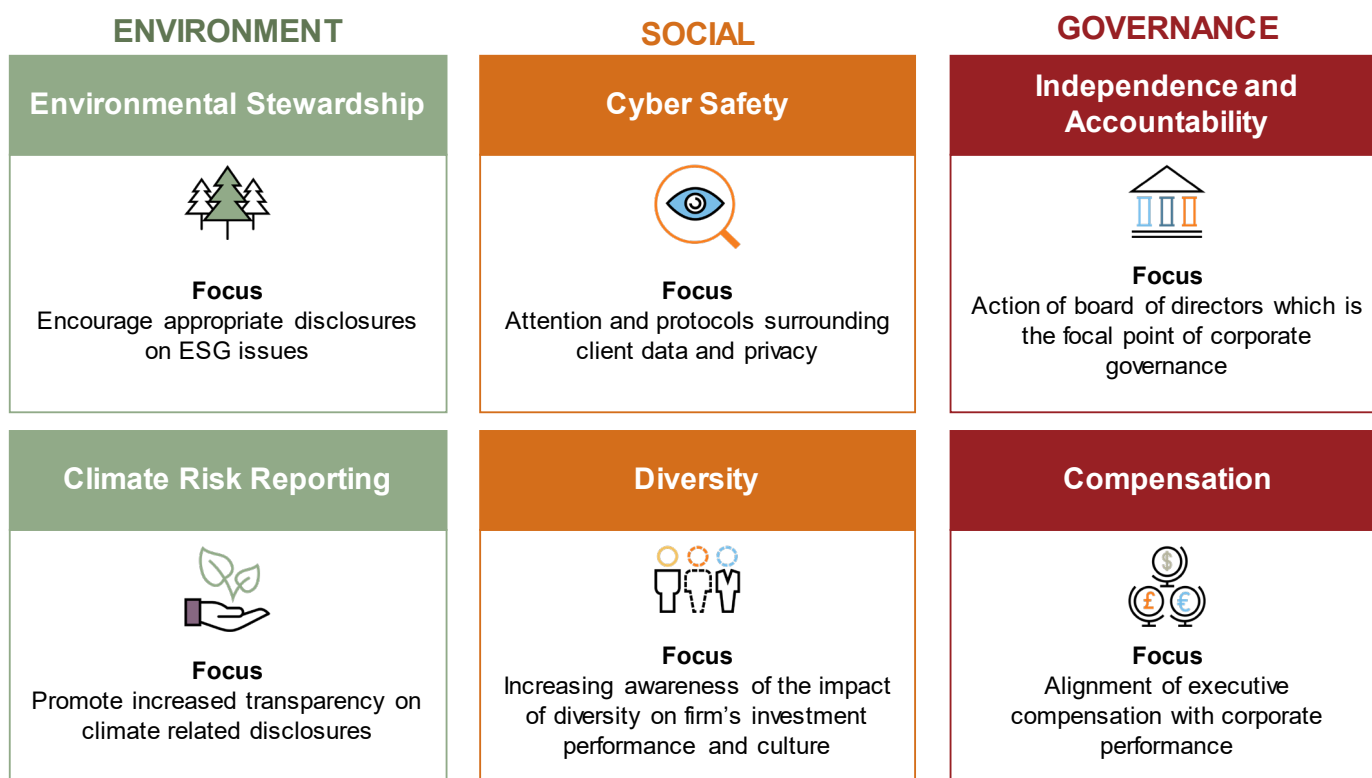 ENVIRONMENT
Environmental Stewardship
Focus
Encourage appropriate disclosures
on ESG issues
Climate Risk Reporting
Focus
Promote increased transparency on
climate related disclosures
SOCIAL
Cyber Safety
Focus
Attention and protocols surrounding
client data and privacy
Diversity
Focus
Increasing awareness of the impact
of diversity on firm's investment
performance and culture
GOVERNANCE
Independence and
Accountability
Focus
Action of board of directors which is
the focal point of corporate
governance
Compensation
$
£
€
Focus
Alignment of executive
compensation with corporate
performance